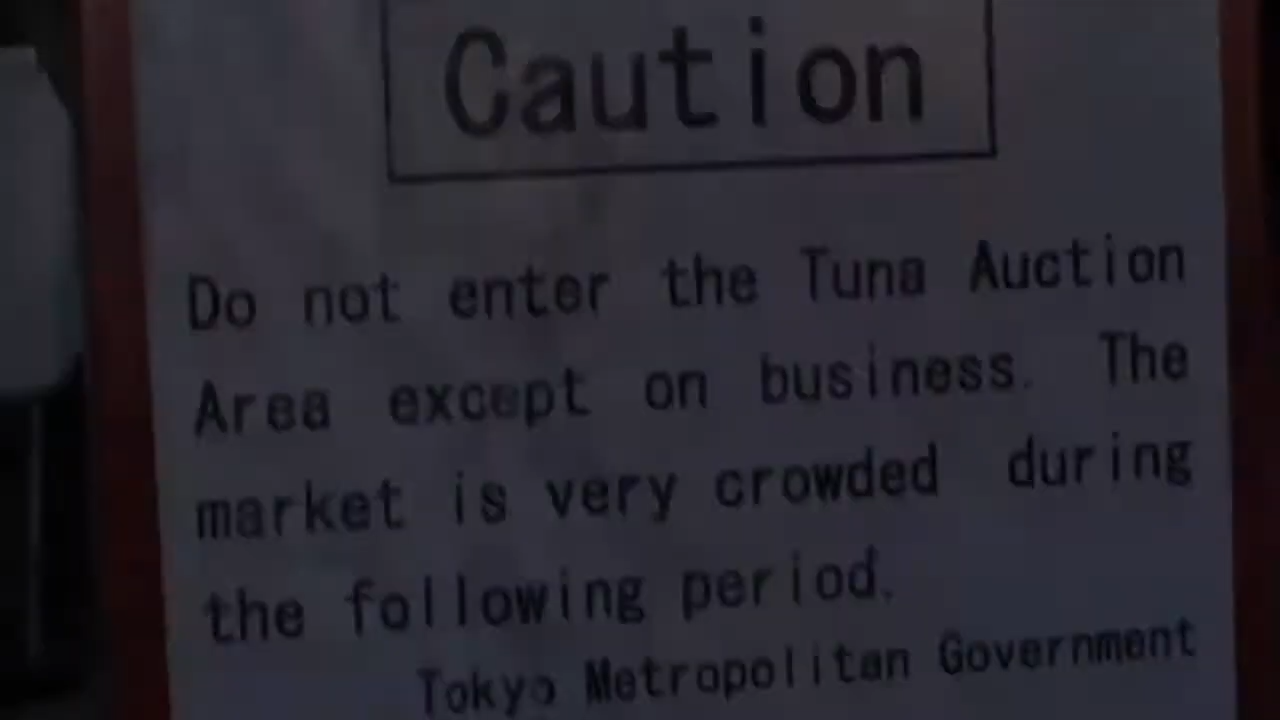 Caution
Do not enter the Tuna Auction
Area except on business. The
market is very crowded during
the following period.
Tokyo Metropolitan Government